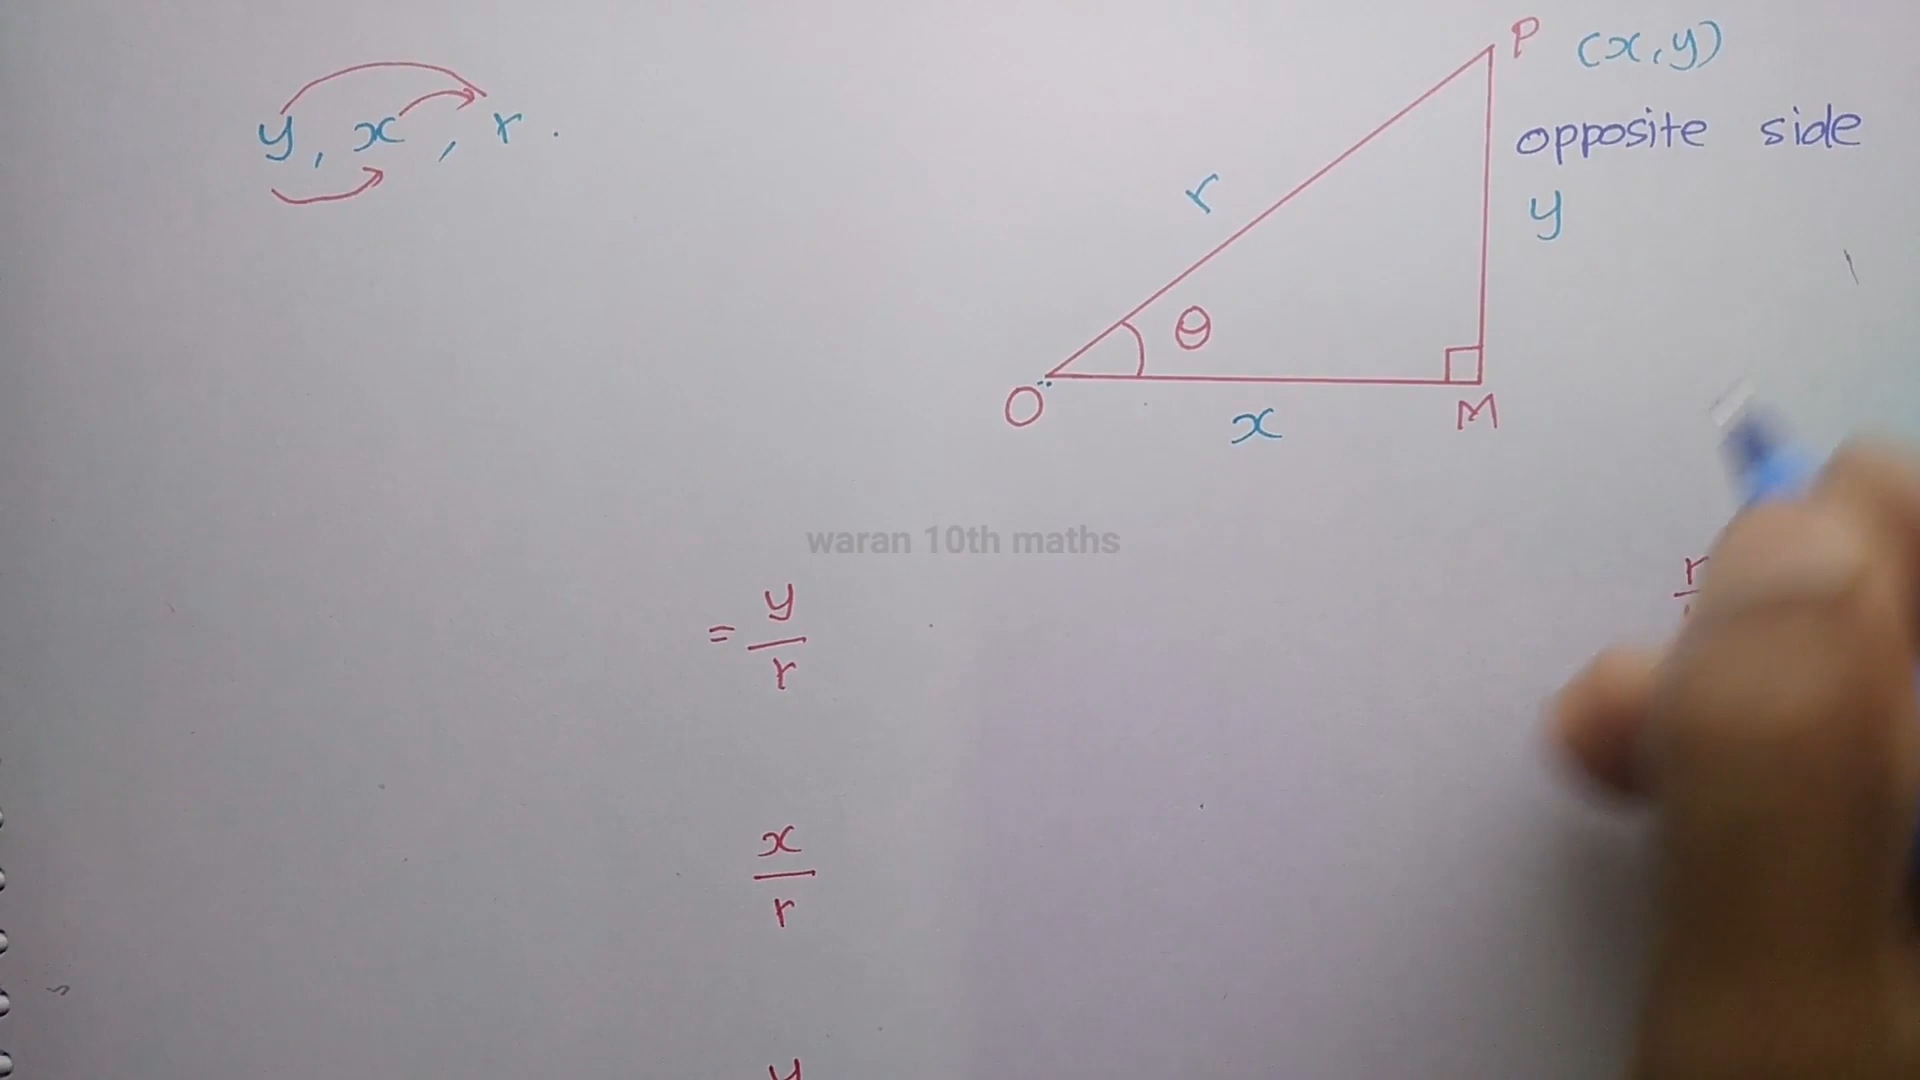 y, x, r.
P (x, y)
opposite side
r
y
θ
O
x
M
waran 10th maths
r
= y/r
x/r
y